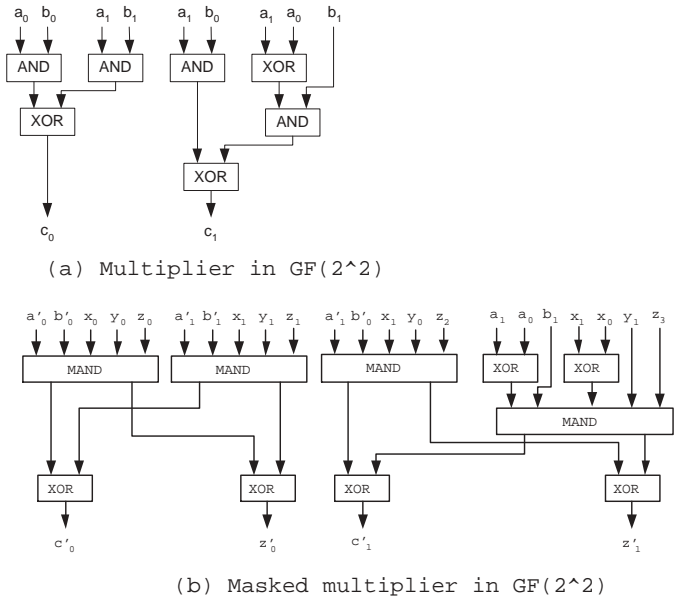 a₀ b₀ a₁ b₁ a₁ b₁ a₁ a₀ b₁
AND AND AND XOR
XOR AND
XOR
c₀ c₁
(a) Multiplier in GF(2^2)
a′₀ b′₀ x₀ y₀ z₀ a′₁ b′₁ x₁ y₁ z₁ a′₁ b′₀ x₁ y₀ z₂ a₁ a₀ b₁ x₁ x₀ y₁ z₃
MAND MAND MAND XOR XOR
MAND
XOR XOR XOR XOR
c′₀ z′₀ c′₁ z′₁
(b) Masked multiplier in GF(2^2)